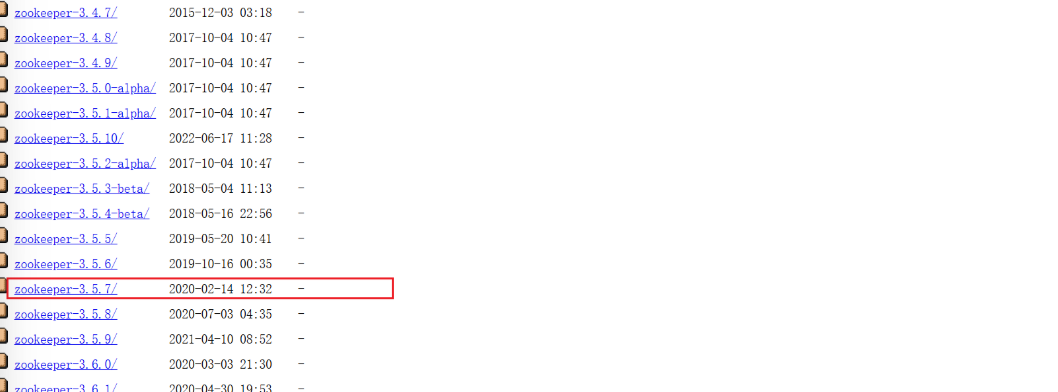 zookeeper-3.4.7/ 2015-12-03 03:18 -
zookeeper-3.4.8/ 2017-10-04 10:47 -
zookeeper-3.4.9/ 2017-10-04 10:47 -
zookeeper-3.5.0-alpha/ 2017-10-04 10:47 -
zookeeper-3.5.1-alpha/ 2017-10-04 10:47 -
zookeeper-3.5.10/ 2022-06-17 11:28 -
zookeeper-3.5.2-alpha/ 2017-10-04 10:47 -
zookeeper-3.5.3-beta/ 2018-05-04 11:13 -
zookeeper-3.5.4-beta/ 2018-05-16 22:56 -
zookeeper-3.5.5/ 2019-05-20 10:41 -
zookeeper-3.5.6/ 2019-10-16 00:35 -
zookeeper-3.5.7/ 2020-02-14 12:32 -
zookeeper-3.5.8/ 2020-07-03 04:35 -
zookeeper-3.5.9/ 2021-04-10 08:52 -
zookeeper-3.6.0/ 2020-03-03 21:30 -
zookeeper-3.6.1/ 2020-04-30 19:53 -